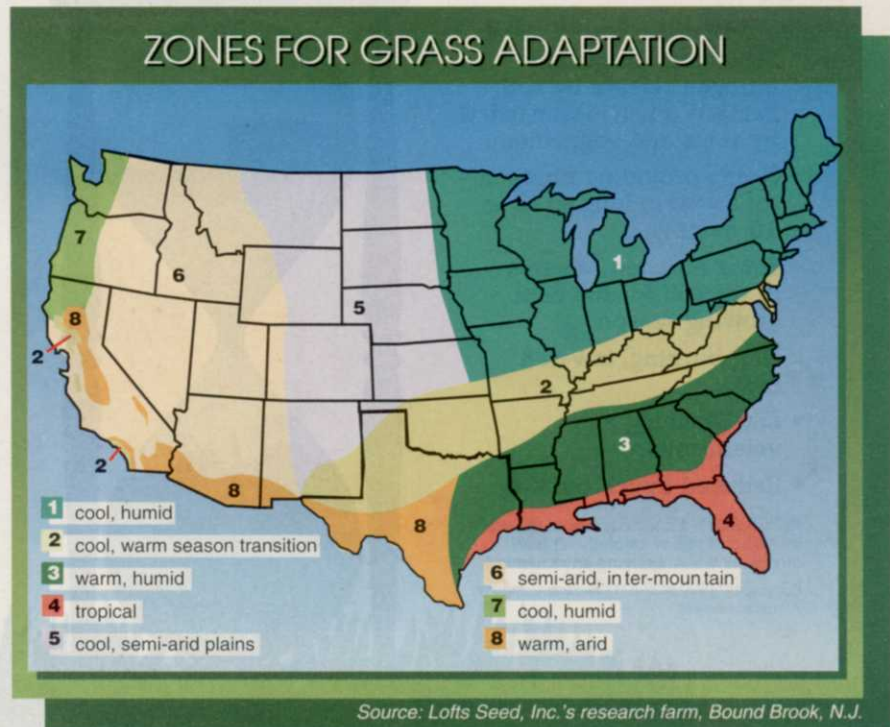 ZONES FOR GRASS ADAPTATION
7
6
1
8
5
2
2
3
2
8
8
4
1 cool, humid
2 cool, warm season transition
3 warm, humid
4 tropical
5 cool, semi-arid plains
6 semi-arid, inter-mountain
7 cool, humid
8 warm, arid
Source: Lofts Seed, Inc.'s research farm, Bound Brook, N.J.